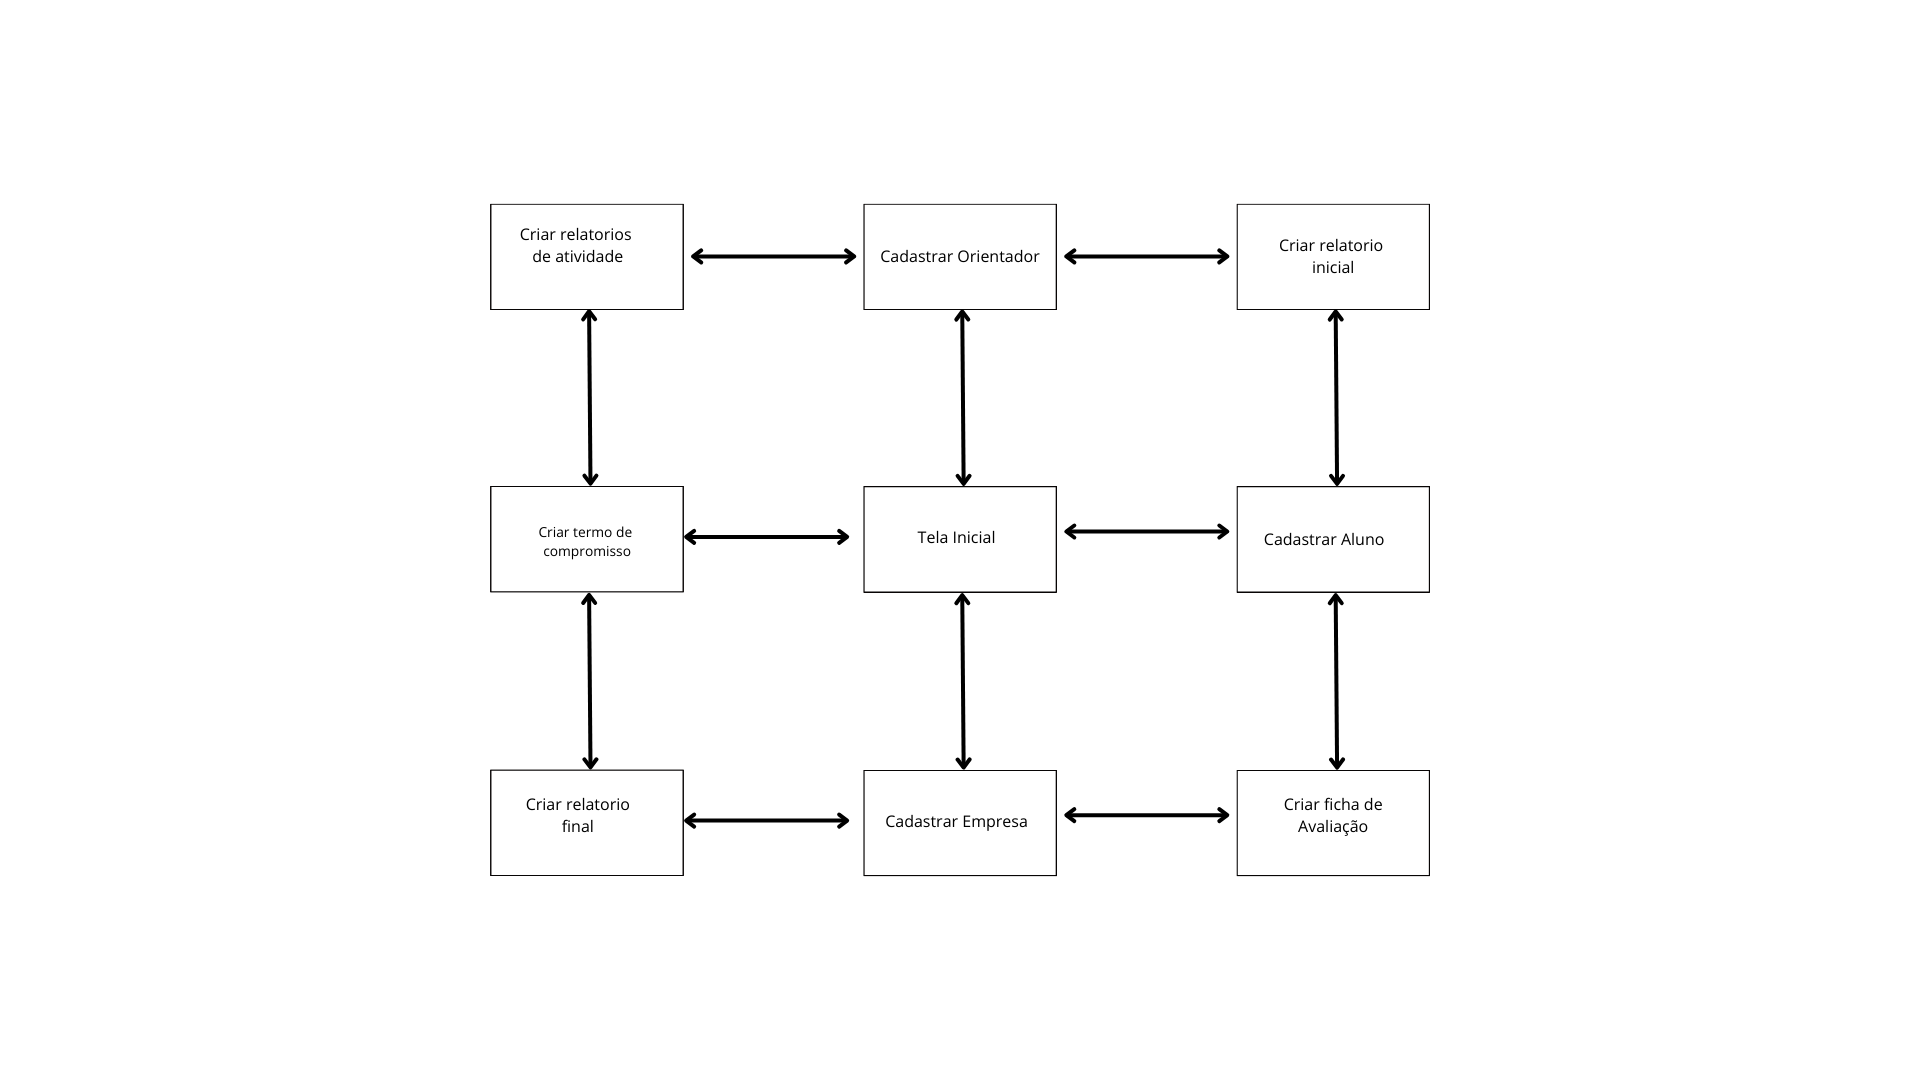 Criar relatorios
de atividade
Cadastrar Orientador
Criar relatorio
inicial
Criar termo de
compromisso
Tela Inicial
Cadastrar Aluno
Criar relatorio
final
Cadastrar Empresa
Criar ficha de
Avaliação